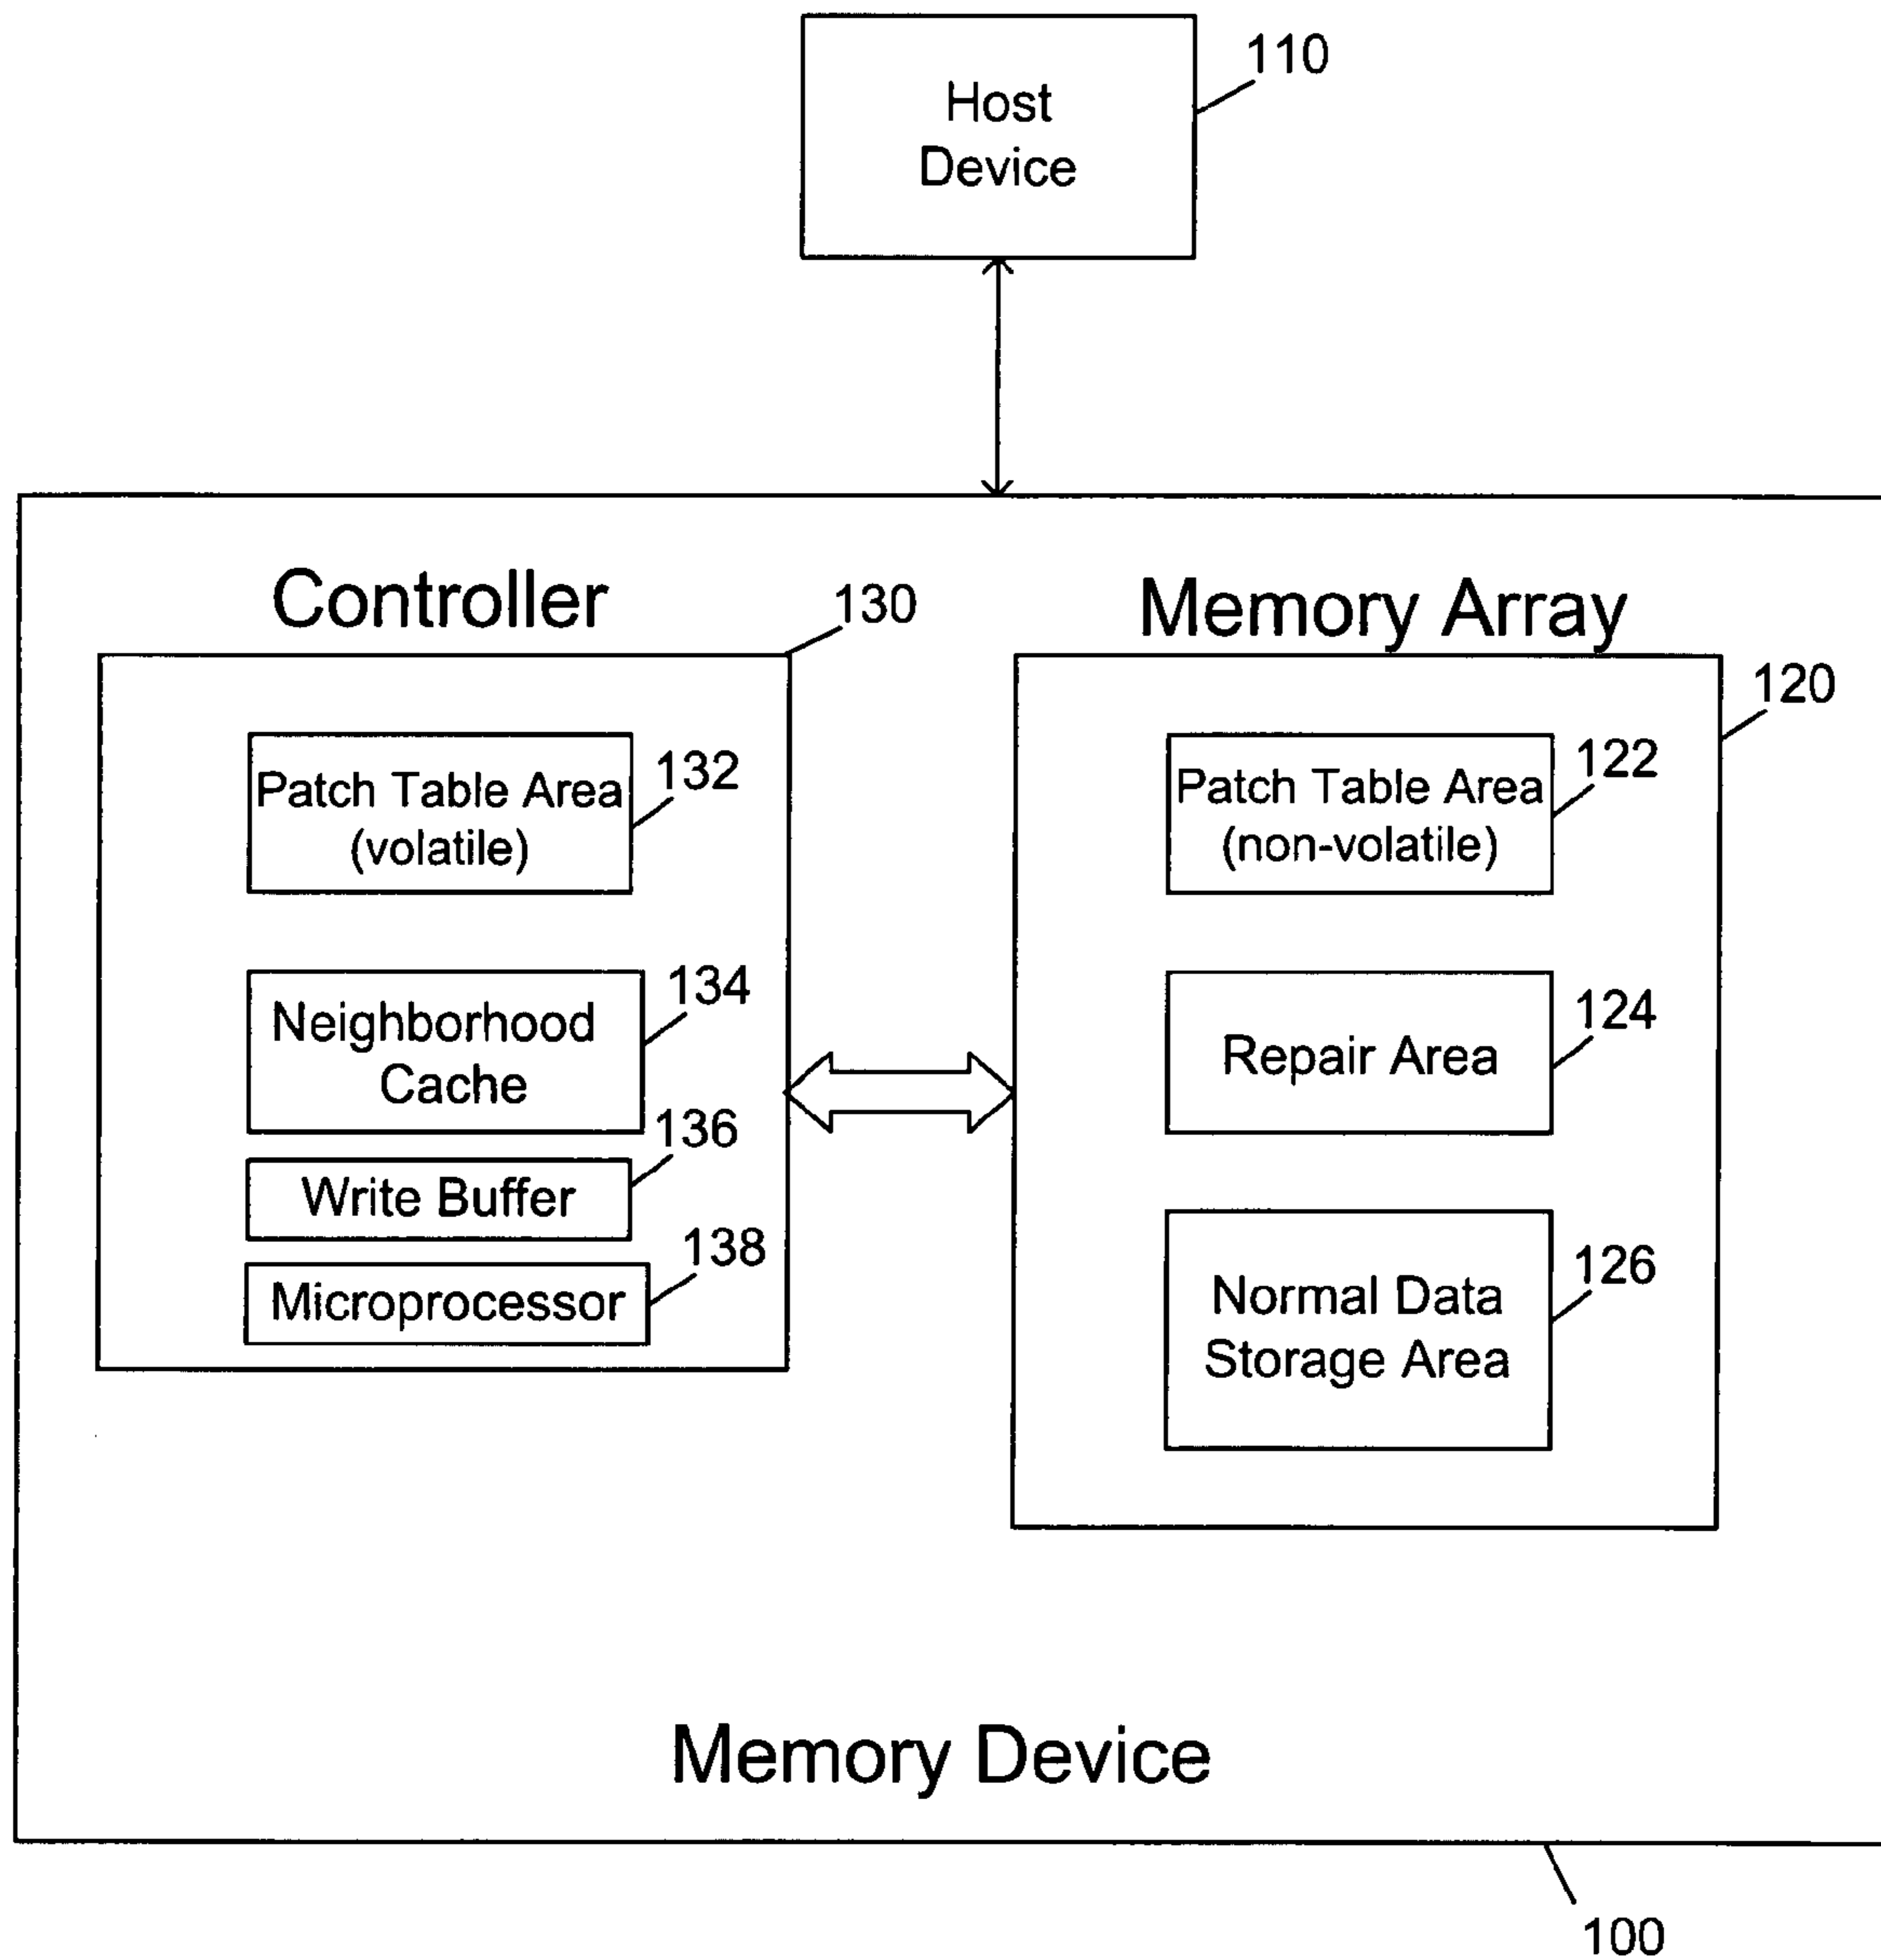 110
Host
Device
Controller
130
Memory Array
120
Patch Table Area
(volatile)
132
Patch Table Area
(non-volatile)
122
Neighborhood
Cache
134
Repair Area
124
Write Buffer
136
Microprocessor
138
Normal Data
Storage Area
126
Memory Device
100